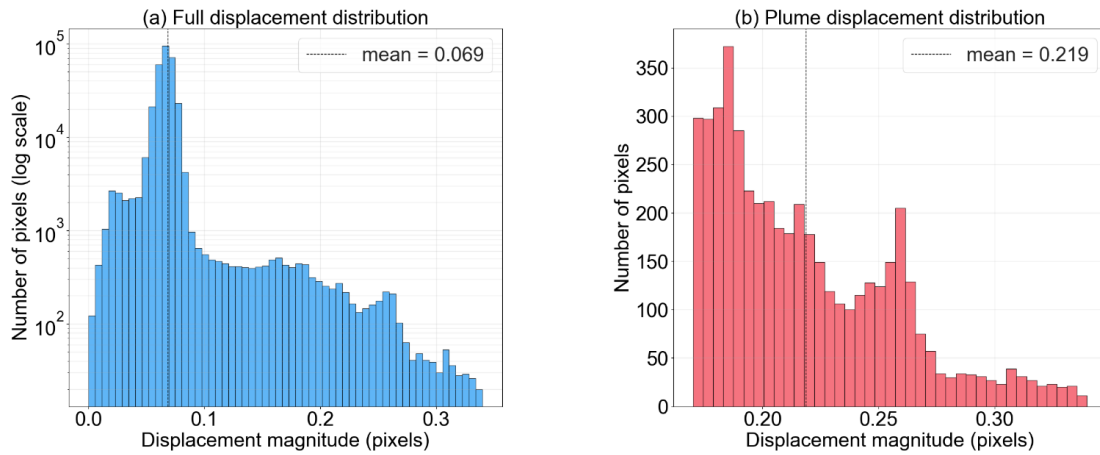 (a) Full displacement distribution
Number of pixels (log scale)
10^5
10^4
10^3
10^2
mean = 0.069
0.0 0.1 0.2 0.3
Displacement magnitude (pixels)
(b) Plume displacement distribution
Number of pixels
350
300
250
200
150
100
50
0
mean = 0.219
0.20 0.25 0.30
Displacement magnitude (pixels)